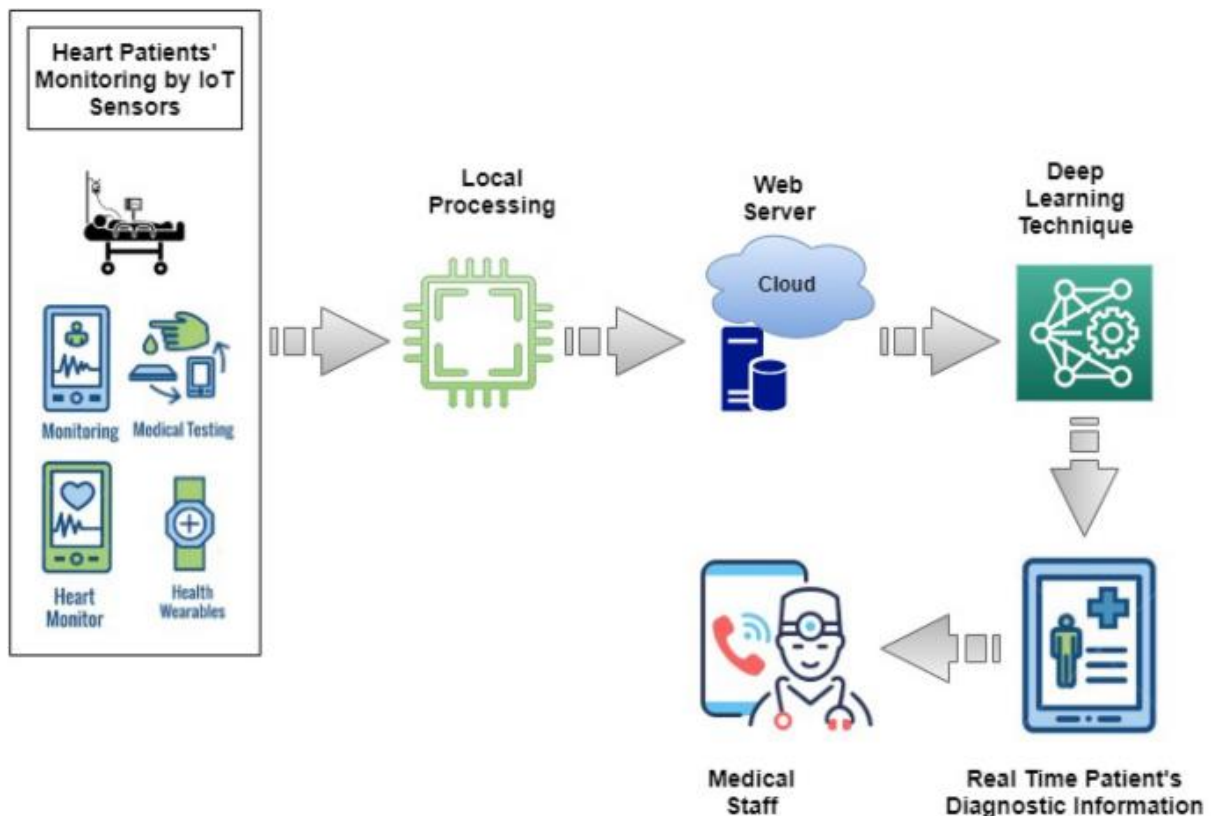 Heart Patients'
Monitoring by IoT
Sensors
Monitoring
Medical Testing
Heart
Monitor
Health
Wearables
Local
Processing
Web
Server
Cloud
Deep
Learning
Technique
Real Time Patient's
Diagnostic Information
Medical
Staff